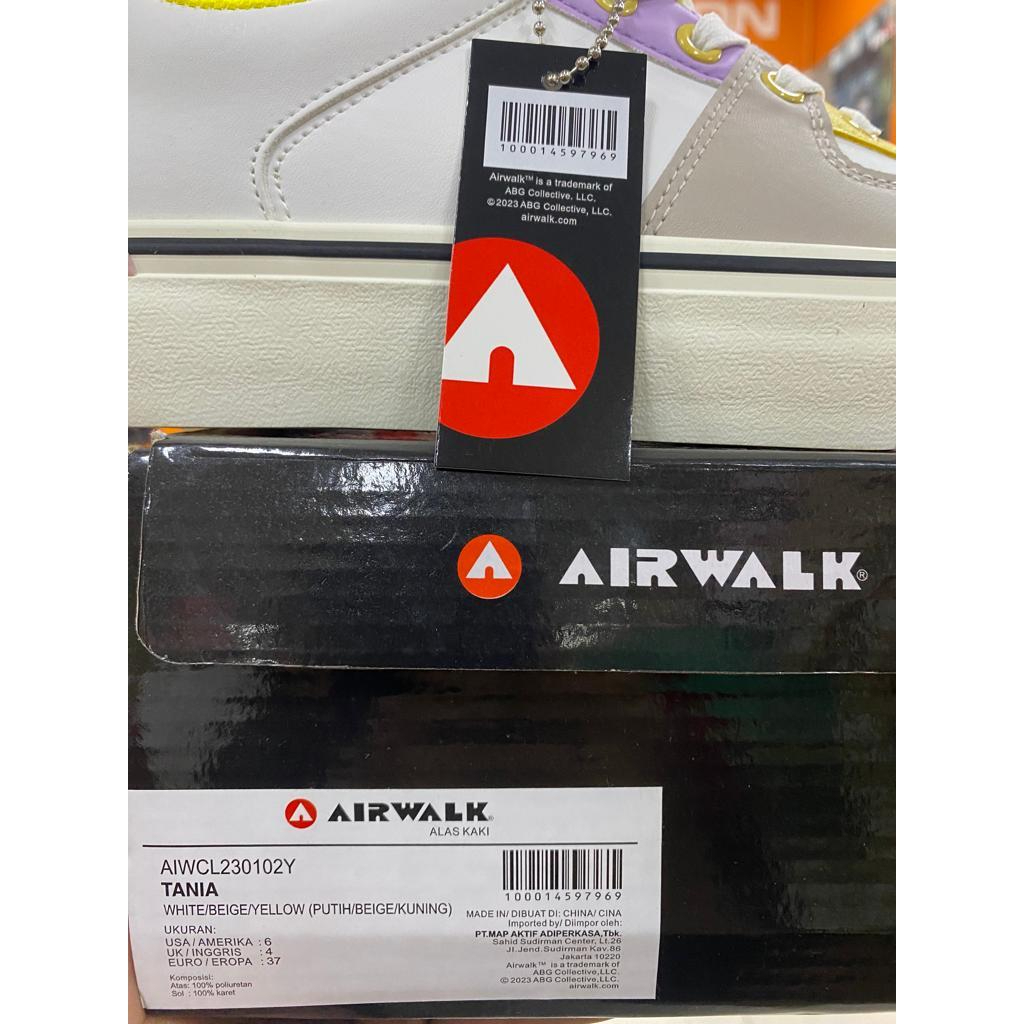 ON
100014597969
Airwalk™ is a trademark of
ABG Collective, LLC.
©2023 ABG Collective, LLC.
airwalk.com
AIRWALK®
AIRWALK®
ALAS KAKI
AIWCL230102Y
TANIA
WHITE/BEIGE/YELLOW (PUTIH/BEIGE/KUNING)
UKURAN:
USA / AMERIKA : 6
UK / INGGRIS : 4
EURO / EROPA : 37
Komposisi:
Atas: 100% poliuretan
Sol : 100% karet
100014597969
MADE IN/ DIBUAT DI: CHINA/ CINA
Imported by/ Diimpor oleh:
PT.MAP AKTIF ADIPERKASA,Tbk.
Sahid Sudirman Center, Lt.26
Jl.Jend.Sudirman Kav.86
Jakarta 10220
Airwalk™ is a trademark of
ABG Collective,LLC.
©2023 ABG Collective,LLC.
airwalk.com